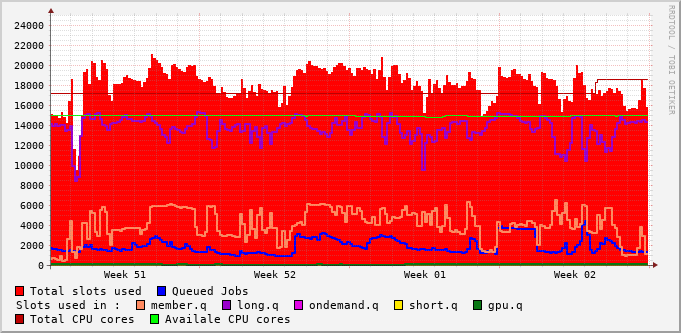 RRDTOOL / TOBI OETIKER
24000
22000
20000
18000
16000
14000
12000
10000
8000
6000
4000
2000
0
Week 51 Week 52 Week 01 Week 02
Total slots used Queued Jobs
Slots used in : member.q long.q ondemand.q short.q gpu.q
Total CPU cores Availale CPU cores